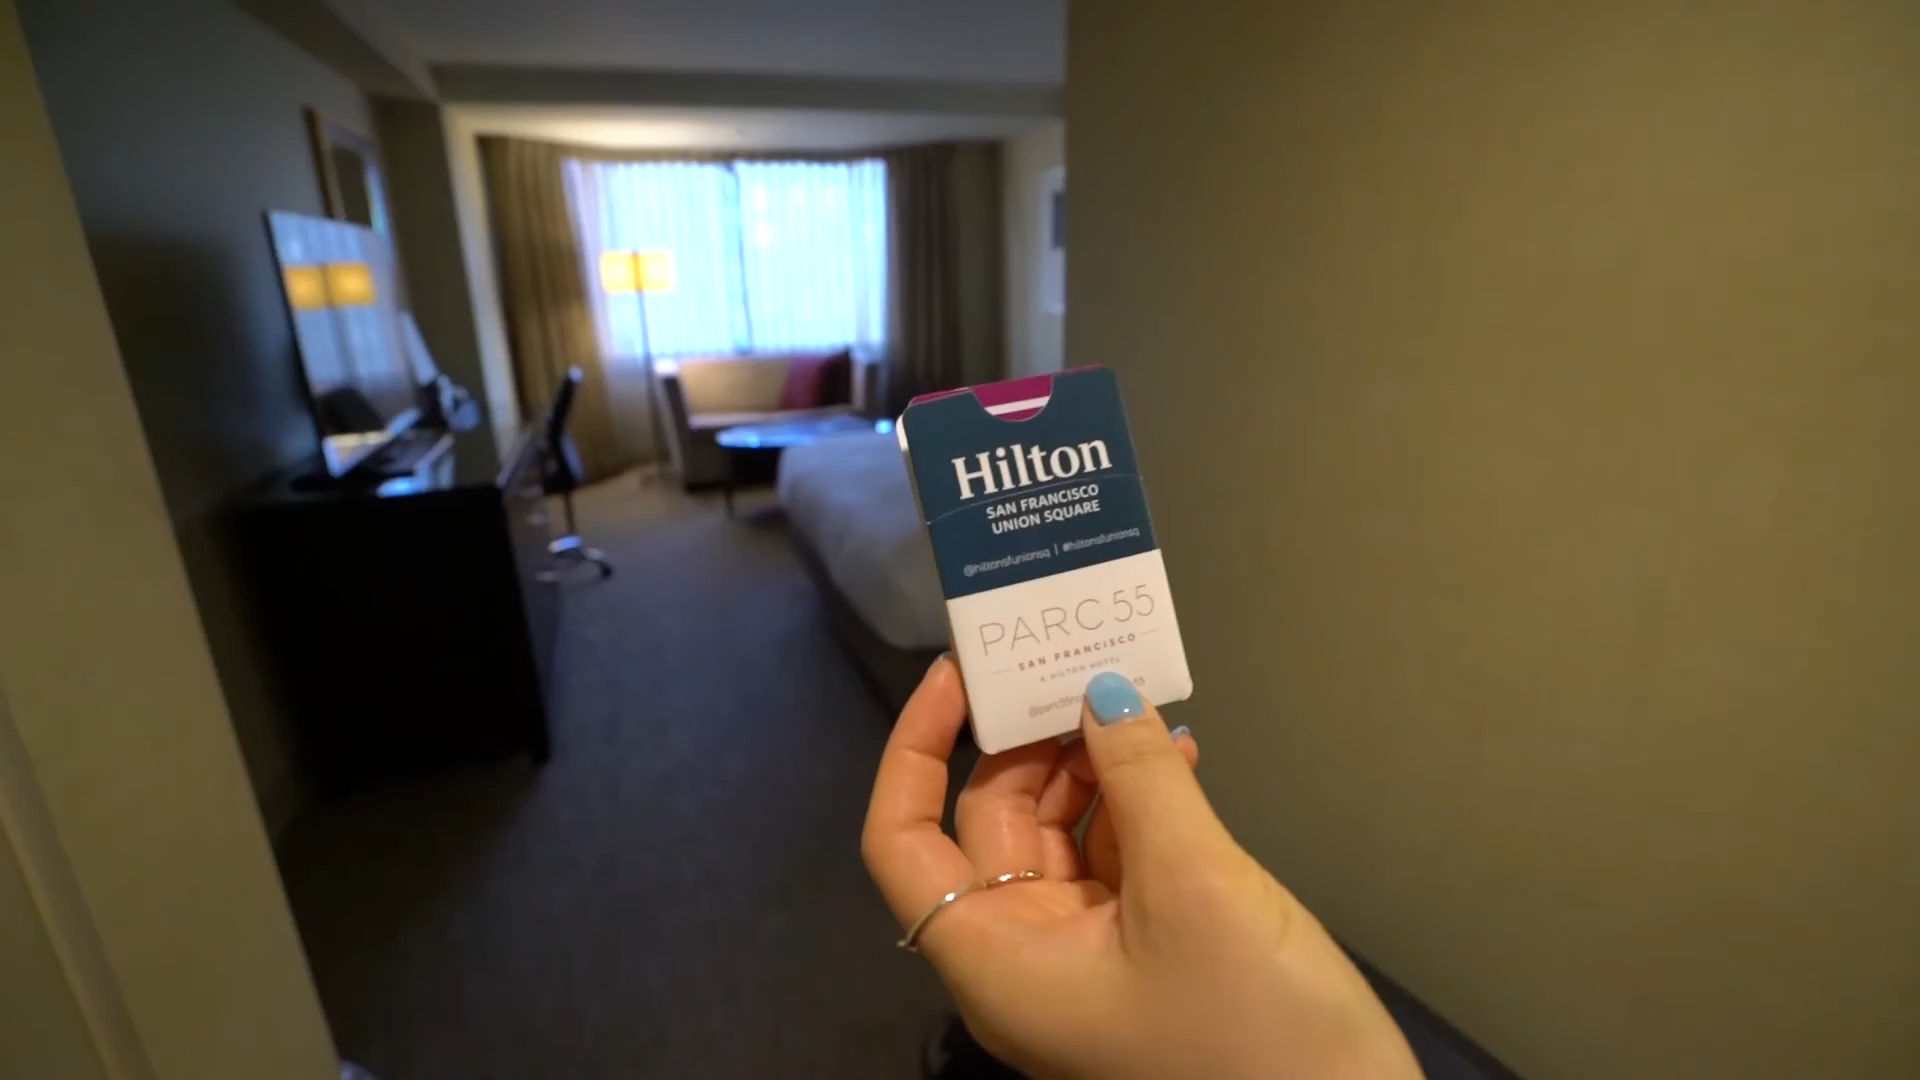 Hilton
SAN FRANCISCO
UNION SQUARE
@hiltonsfunionsq | #hiltonsfunionsq
PARC 55
SAN FRANCISCO
A HILTON HOTEL